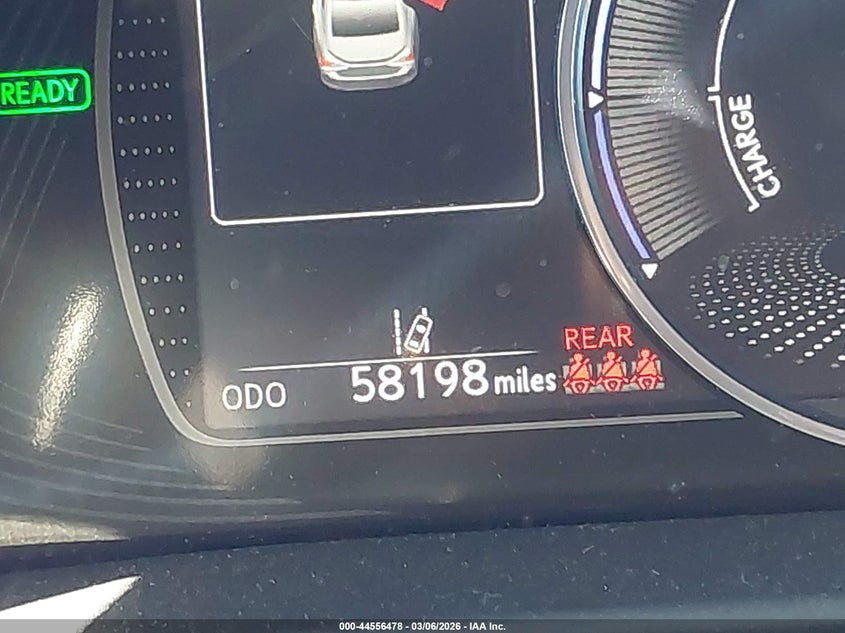 READY
CHARGE
REAR
ODO 58198 miles
000-44556478 - 03/06/2026 - IAA Inc.